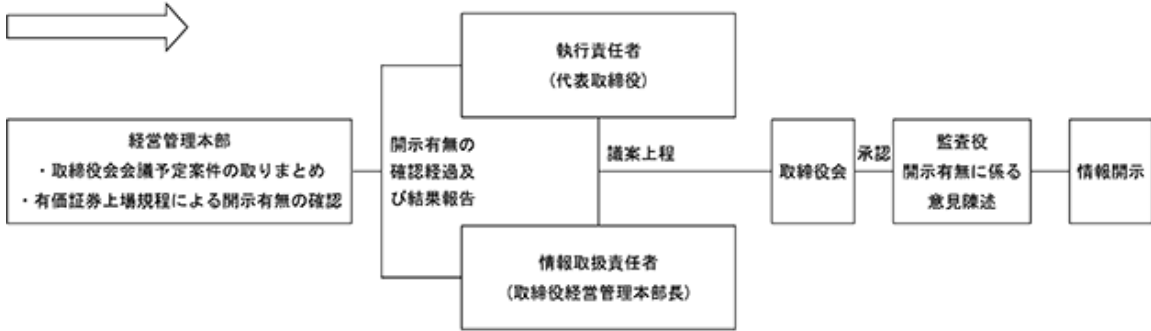 経営管理本部
・取締役会会議予定案件の取りまとめ
・有価証券上場規程による開示有無の確認
開示有無の
確認経過及
び結果報告
執行責任者
(代表取締役)
議案上程
情報取扱責任者
(取締役経営管理本部長)
取締役会
承認
監査役
開示有無に係る
意見陳述
情報開示